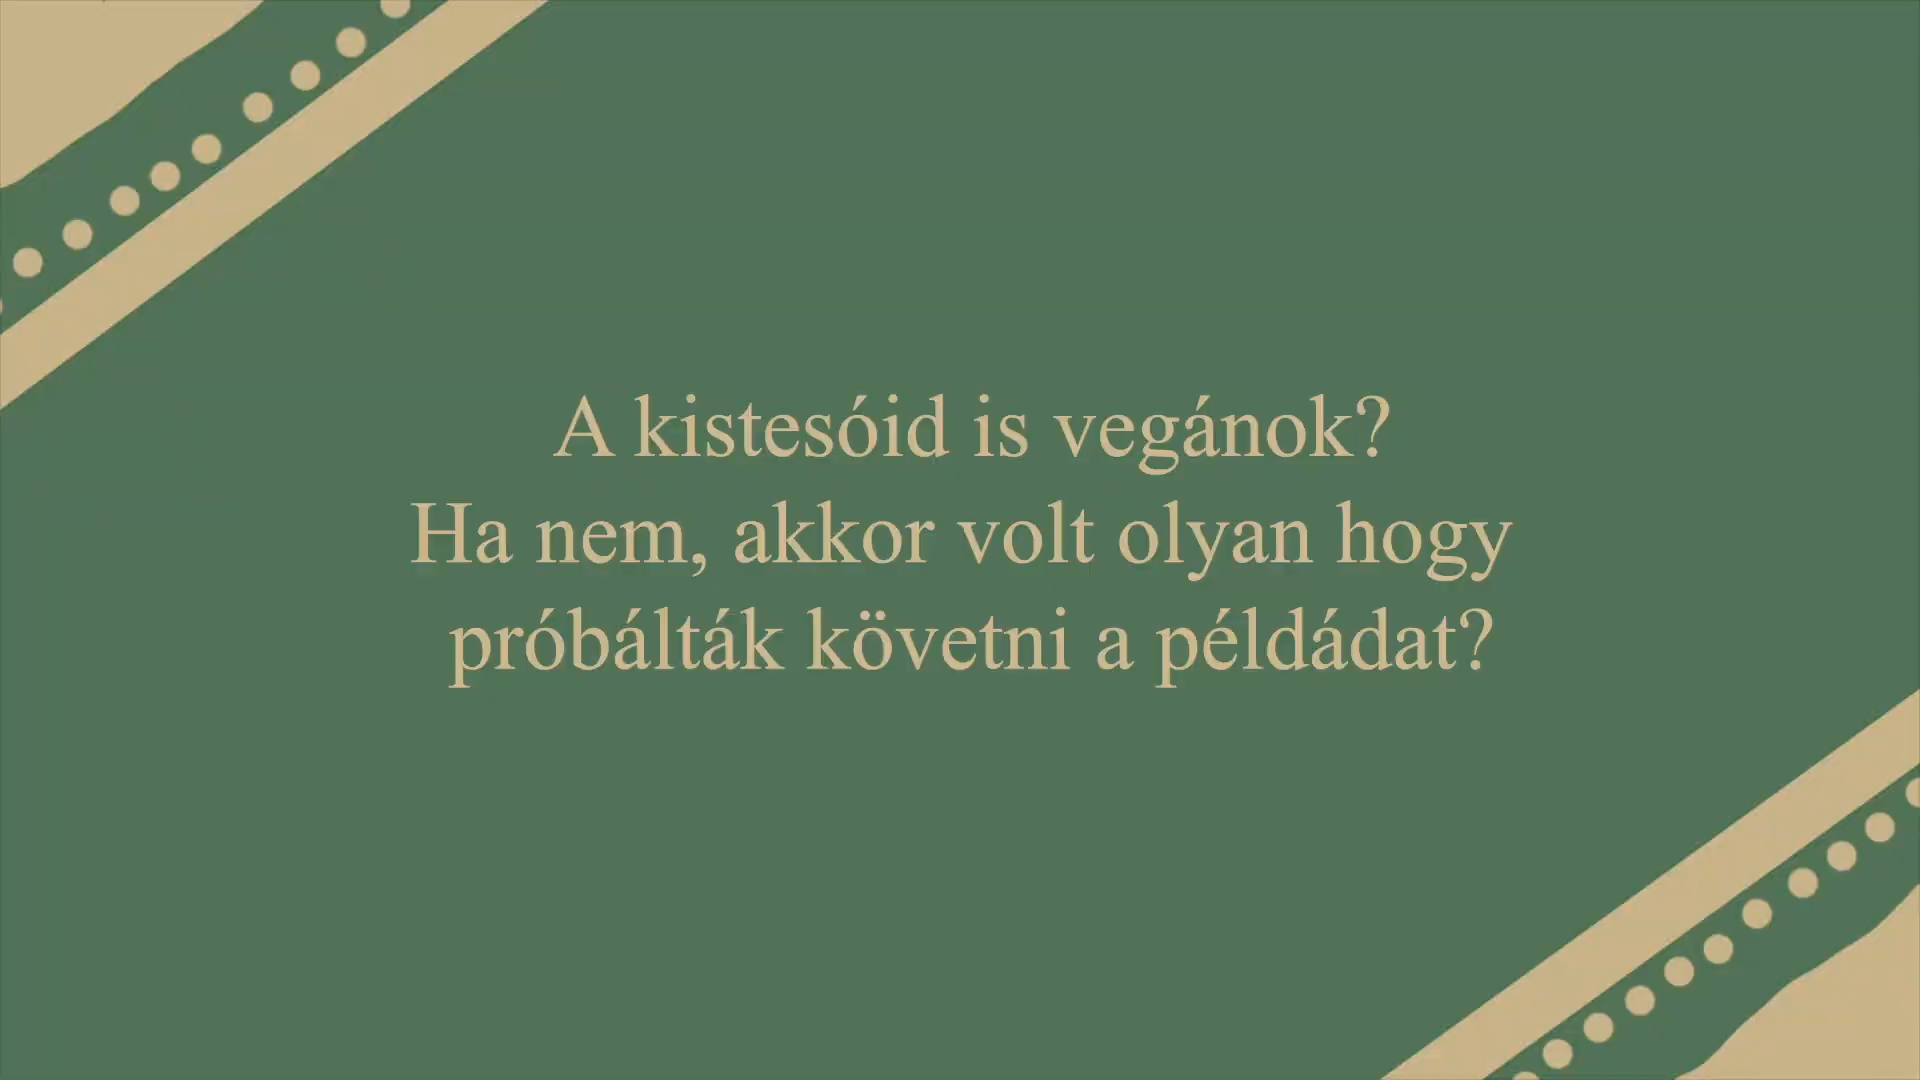 A kistesóid is vegánok?
Ha nem, akkor volt olyan hogy
próbálták követni a példádat?